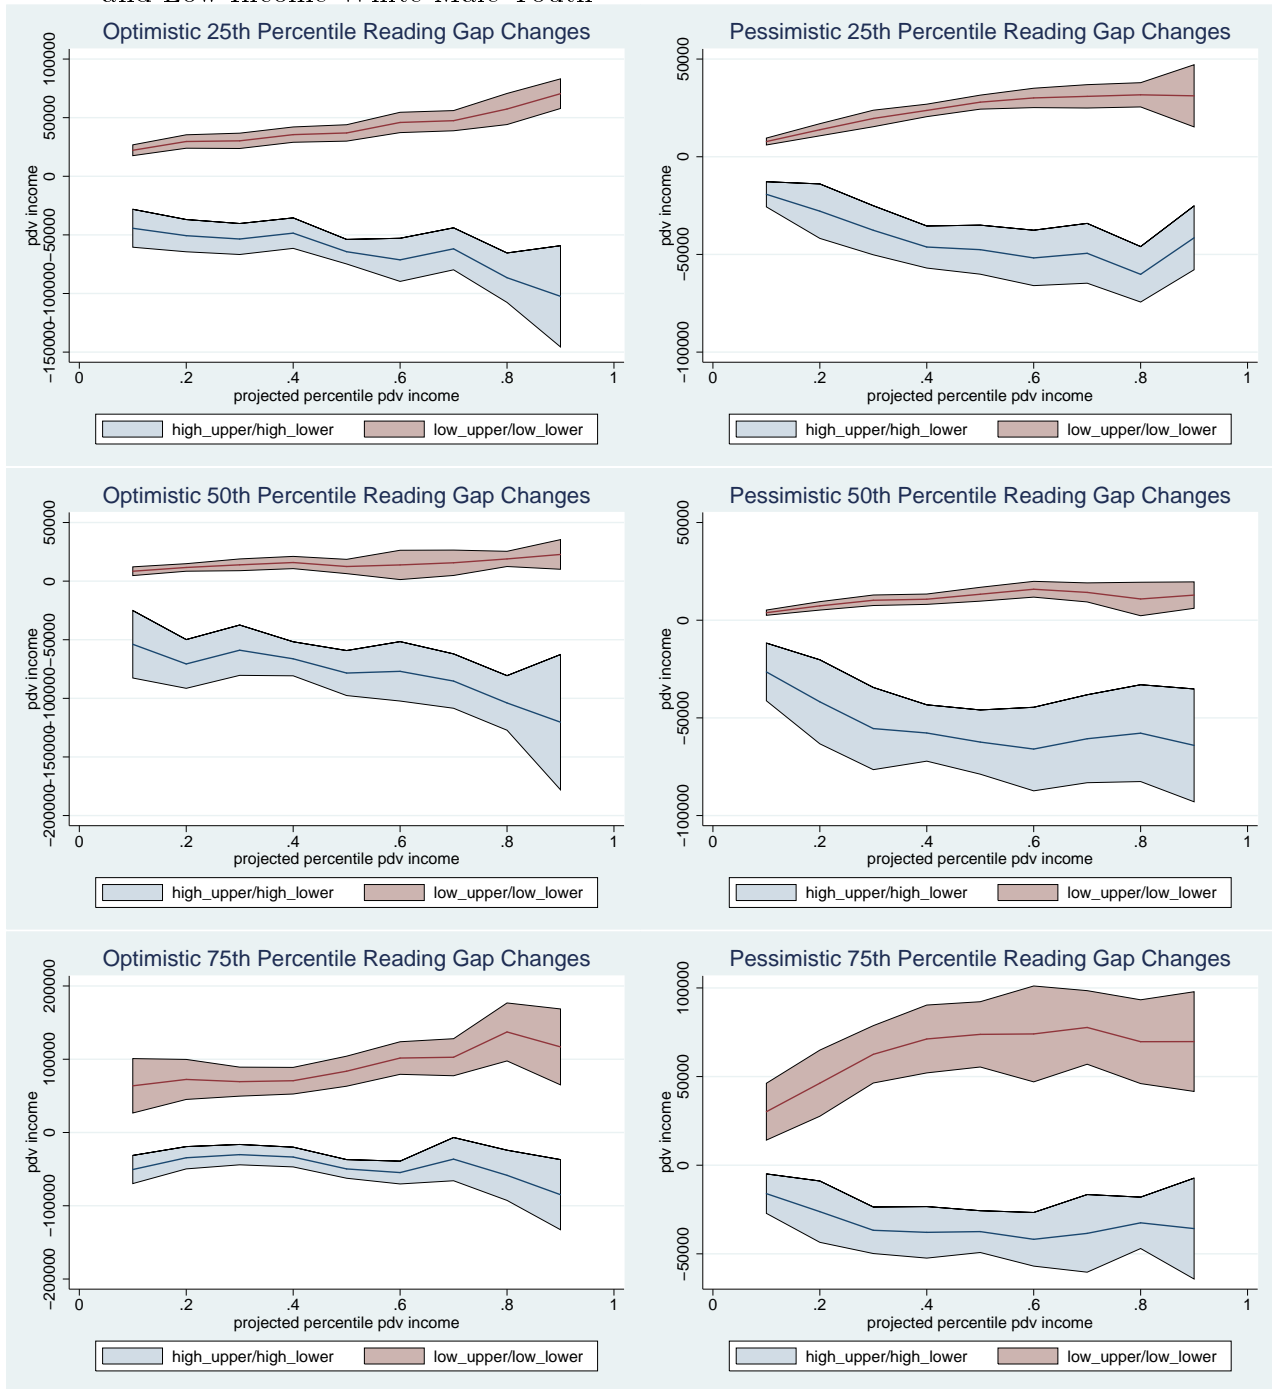 and Low Income White Male Youth
Optimistic 25th Percentile Reading Gap Changes
pdv income
−150000 −100000 −50000 0 50000 100000
0 .2 .4 .6 .8 1
projected percentile pdv income
high_upper/high_lower low_upper/low_lower
Pessimistic 25th Percentile Reading Gap Changes
pdv income
−100000 −50000 0 50000
0 .2 .4 .6 .8 1
projected percentile pdv income
high_upper/high_lower low_upper/low_lower
Optimistic 50th Percentile Reading Gap Changes
pdv income
−200000 −150000 −100000 −50000 0 50000
0 .2 .4 .6 .8 1
projected percentile pdv income
high_upper/high_lower low_upper/low_lower
Pessimistic 50th Percentile Reading Gap Changes
pdv income
−100000 −50000 0 50000
0 .2 .4 .6 .8 1
projected percentile pdv income
high_upper/high_lower low_upper/low_lower
Optimistic 75th Percentile Reading Gap Changes
pdv income
−200000 −100000 0 100000 200000
0 .2 .4 .6 .8 1
projected percentile pdv income
high_upper/high_lower low_upper/low_lower
Pessimistic 75th Percentile Reading Gap Changes
pdv income
−50000 0 50000 100000
0 .2 .4 .6 .8 1
projected percentile pdv income
high_upper/high_lower low_upper/low_lower